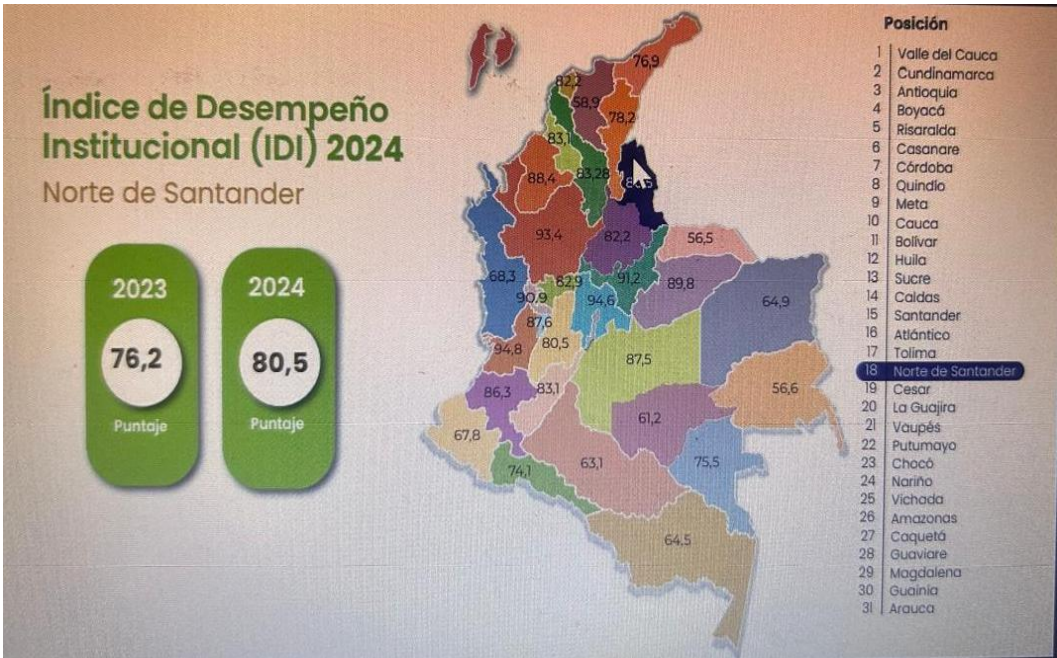 Índice de Desempeño
Institucional (IDI) 2024
Norte de Santander
2023
76,2
Puntaje
2024
80,5
Puntaje
76,9
82,2
58,9
78,2
83,1
88,4
83,28
93,4
82,2
56,5
68,3
82,9
91,2
89,8
90,9
94,6
64,9
87,6
80,5
94,8
87,5
86,3
83,1
56,6
67,8
61,2
74,1
63,1
75,5
64,5
Posición
1 Valle del Cauca
2 Cundinamarca
3 Antioquia
4 Boyacá
5 Risaralda
6 Casanare
7 Córdoba
8 Quindío
9 Meta
10 Cauca
11 Bolívar
12 Huila
13 Sucre
14 Caldas
15 Santander
16 Atlántico
17 Tolima
18 Norte de Santander
19 Cesar
20 La Guajira
21 Vaupés
22 Putumayo
23 Chocó
24 Nariño
25 Vichada
26 Amazonas
27 Caquetá
28 Guaviare
29 Magdalena
30 Guainía
31 Arauca